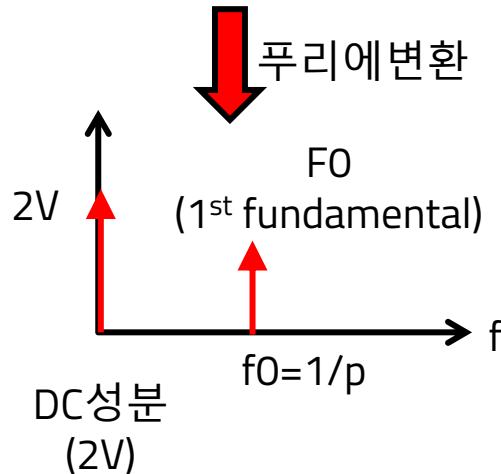 푸리에변환
F0
2V
(1st fundamental)
f
f0=1/p
DC성분
(2V)